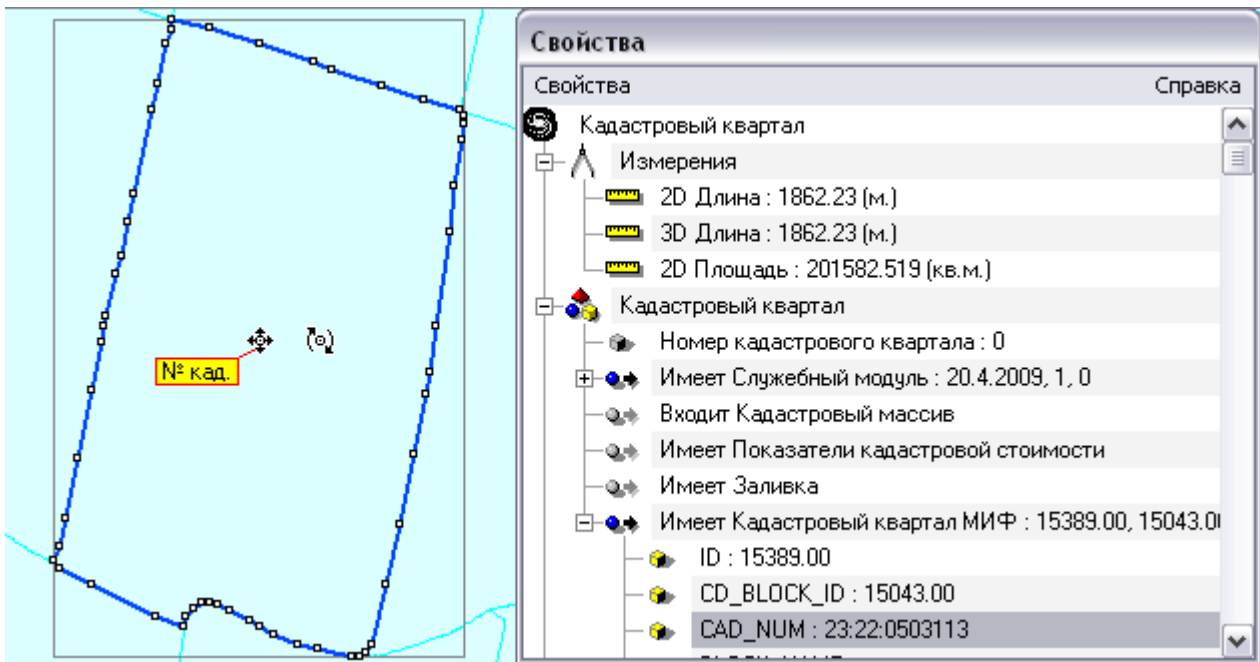 Свойства
Свойства Справка
Кадастровый квартал
Измерения
2D Длина : 1862.23 (м.)
3D Длина : 1862.23 (м.)
2D Площадь : 201582.519 (кв.м.)
Кадастровый квартал
Номер кадастрового квартала : 0
Имеет Служебный модуль : 20.4.2009, 1, 0
Входит Кадастровый массив
Имеет Показатели кадастровой стоимости
Имеет Заливка
Имеет Кадастровый квартал МИФ : 15389.00, 15043.0
ID : 15389.00
CD_BLOCK_ID : 15043.00
CAD_NUM : 23:22:0503113
№ кад.